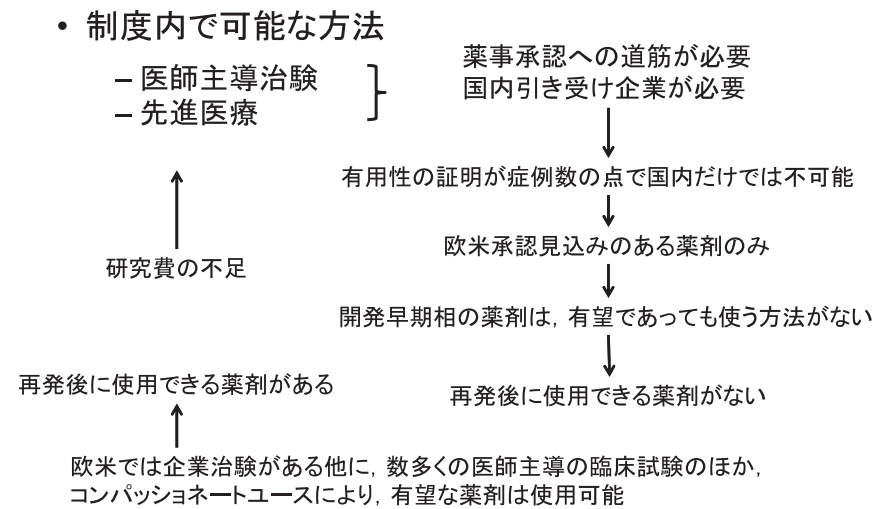 • 制度内で可能な方法
– 医師主導治験
– 先進医療
薬事承認への道筋が必要
国内引き受け企業が必要
有用性の証明が症例数の点で国内だけでは不可能
欧米承認見込みのある薬剤のみ
研究費の不足
開発早期相の薬剤は，有望であっても使う方法がない
再発後に使用できる薬剤がある
再発後に使用できる薬剤がない
欧米では企業治験がある他に，数多くの医師主導の臨床試験のほか，
コンパッショネートユースにより，有望な薬剤は使用可能